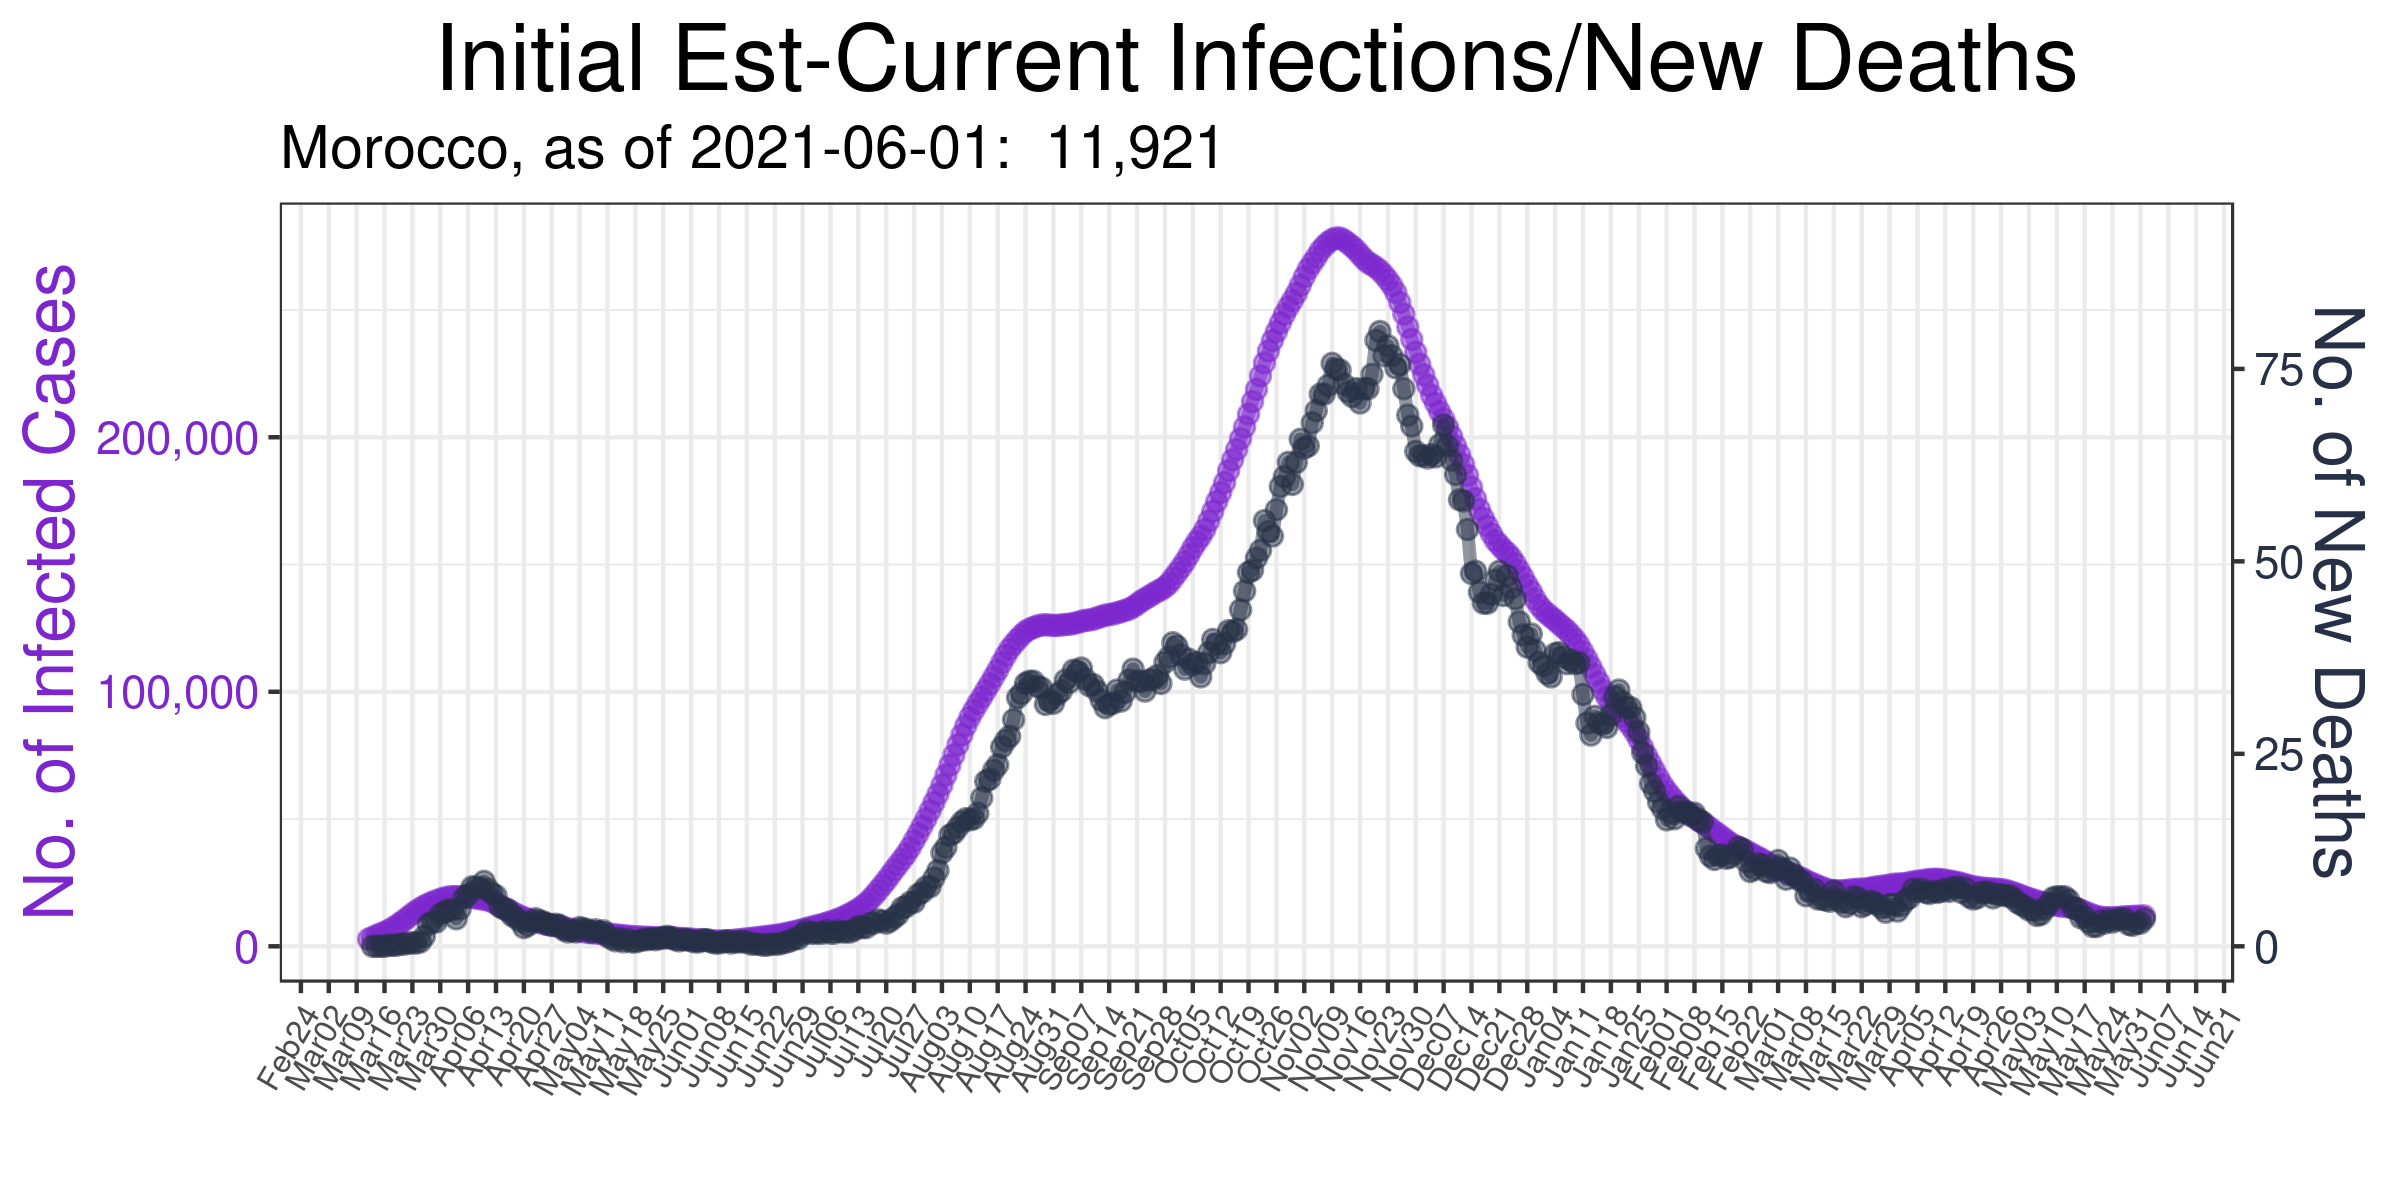 Initial Est-Current Infections/New Deaths
Morocco, as of 2021-06-01:  11,921
No. of Infected Cases
200,000
100,000
0
75
50
25
0
No. of New Deaths
Feb24
Mar02
Mar09
Mar16
Mar23
Mar30
Apr06
Apr13
Apr20
Apr27
May04
May11
May18
May25
Jun01
Jun08
Jun15
Jun22
Jun29
Jul06
Jul13
Jul20
Jul27
Aug03
Aug10
Aug17
Aug24
Aug31
Sep07
Sep14
Sep21
Sep28
Oct05
Oct12
Oct19
Oct26
Nov02
Nov09
Nov16
Nov23
Nov30
Dec07
Dec14
Dec21
Dec28
Jan04
Jan11
Jan18
Jan25
Feb01
Feb08
Feb15
Feb22
Mar01
Mar08
Mar15
Mar22
Mar29
Apr05
Apr12
Apr19
Apr26
May03
May10
May17
May24
May31
Jun07
Jun14
Jun21